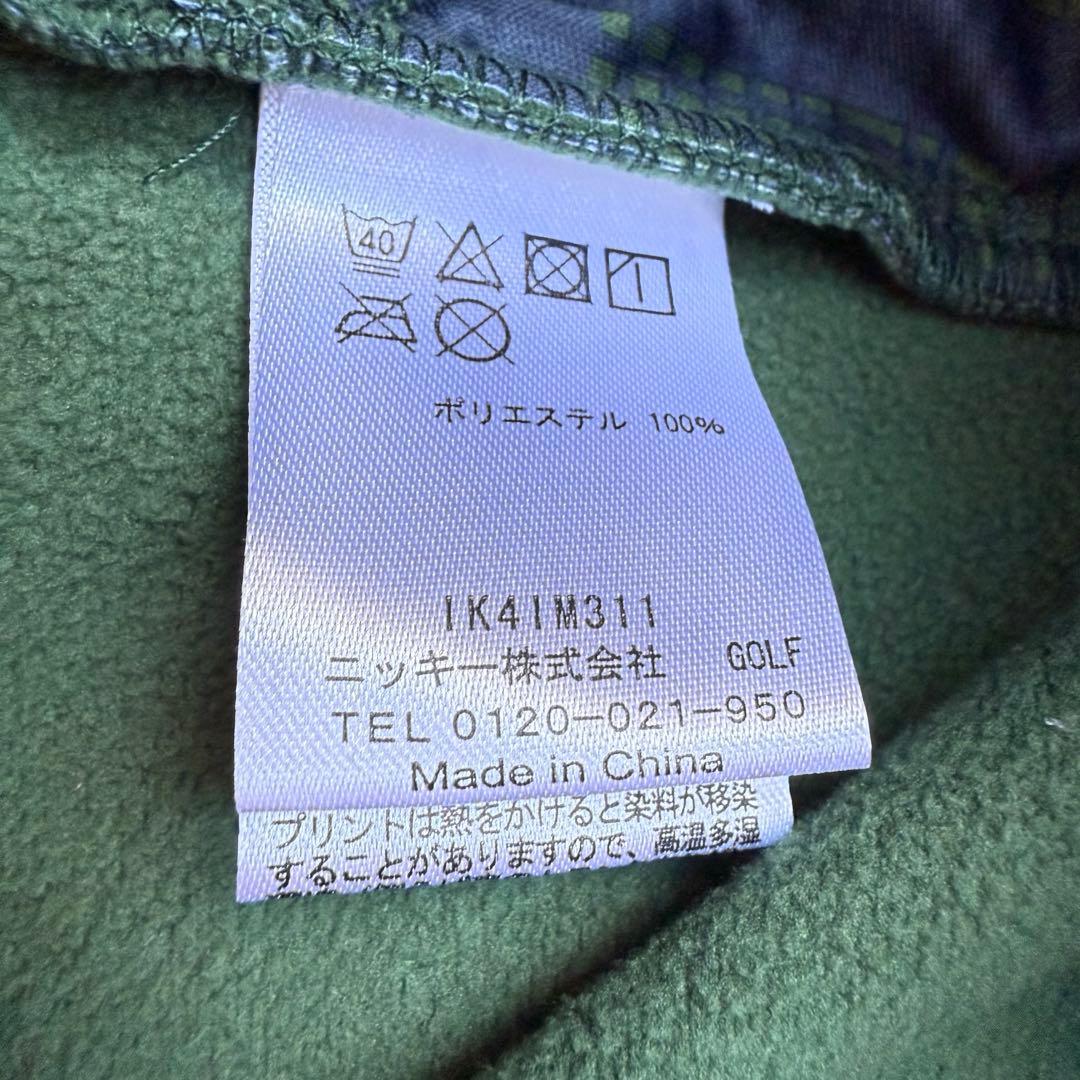 40
ポリエステル 100%
IK4IM311
ニッキー株式会社 GOLF
TEL 0120-021-950
Made in China
プリントは熱をかけると染料が移染
することがありますので、高温多湿